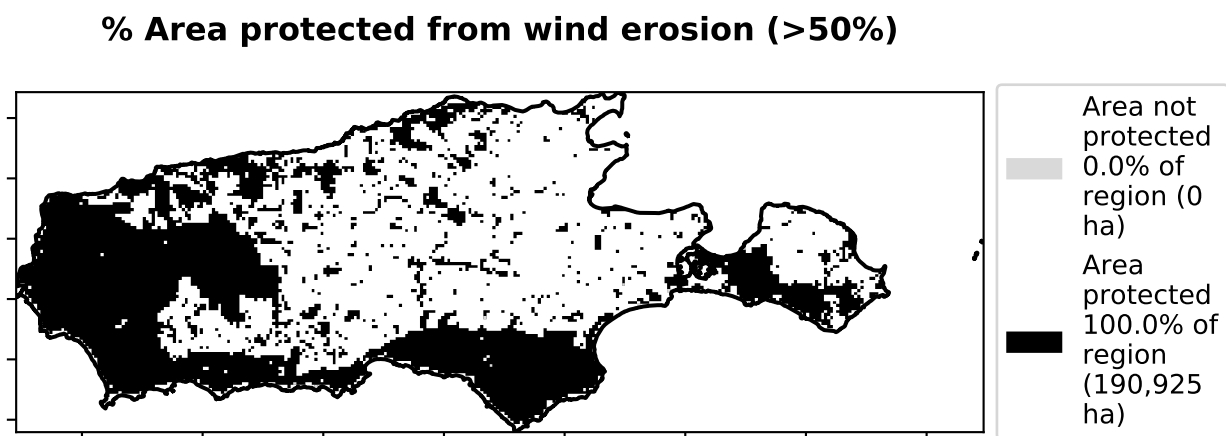 % Area protected from wind erosion (>50%)
Area not
protected
0.0% of
region (0
ha)
Area
protected
100.0% of
region
(190,925
ha)